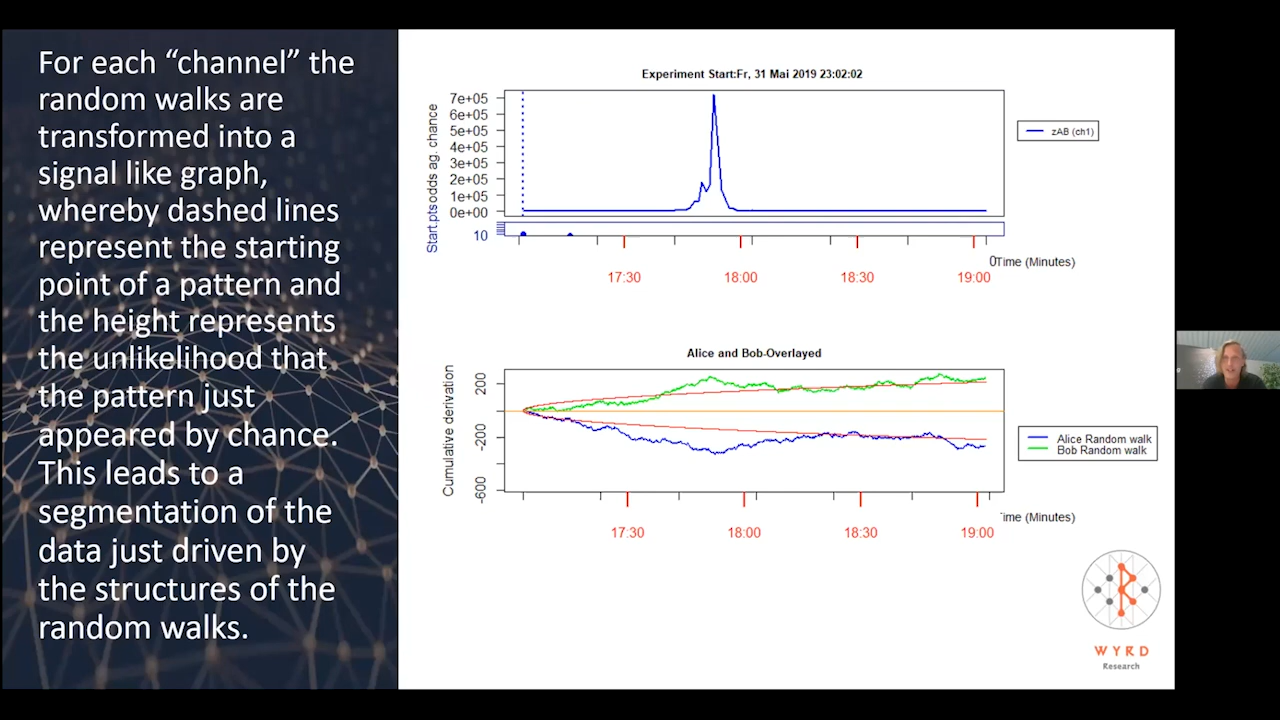 For each “channel” the
random walks are
transformed into a
signal like graph,
whereby dashed lines
represent the starting
point of a pattern and
the height represents
the unlikelihood that
the pattern just
appeared by chance.
This leads to a
segmentation of the
data just driven by
the structures of the
random walks.
Experiment Start:Fr, 31 Mai 2019 23:02:02
Start.ptsodds ag. chance
7e+05
6e+05
5e+05
4e+05
3e+05
2e+05
1e+05
0e+00
10
zAB (ch1)
17:30 18:00 18:30 19:00
0Time (Minutes)
Alice and Bob-Overlayed
Cumulative derivation
200
-200
-600
Alice Random walk
Bob Random walk
17:30 18:00 18:30 19:00
ime (Minutes)
WYRD
Research